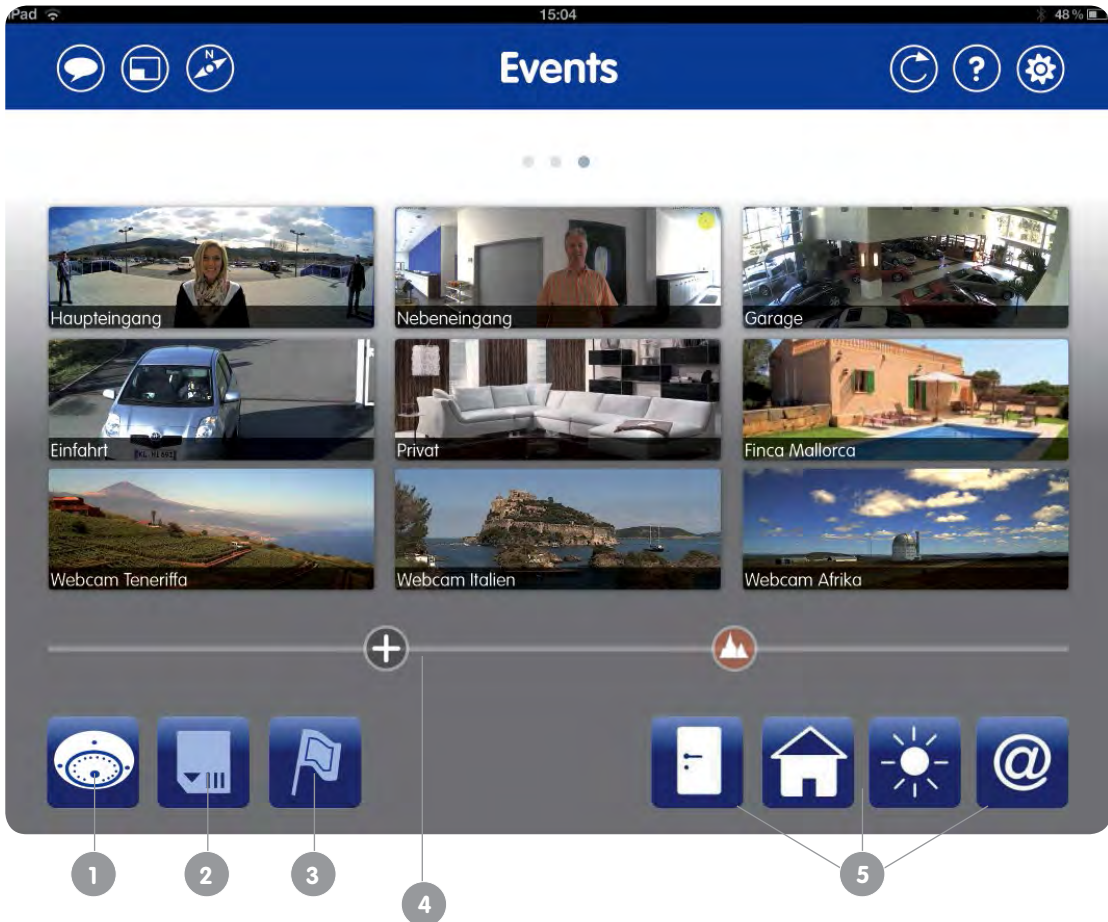 iPad 15:04 48 %
N
Events
?
Haupteingang Nebeneingang Garage
Einfahrt Privat Finca Mallorca
Webcam Teneriffa Webcam Italien Webcam Afrika
@
1 2 3 4 5